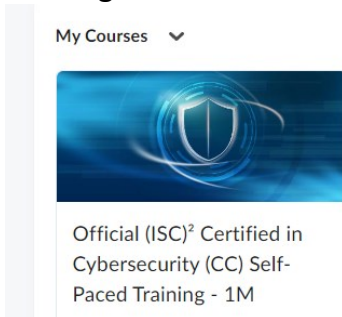 My Courses
Official (ISC)² Certified in
Cybersecurity (CC) Self-
Paced Training - 1M